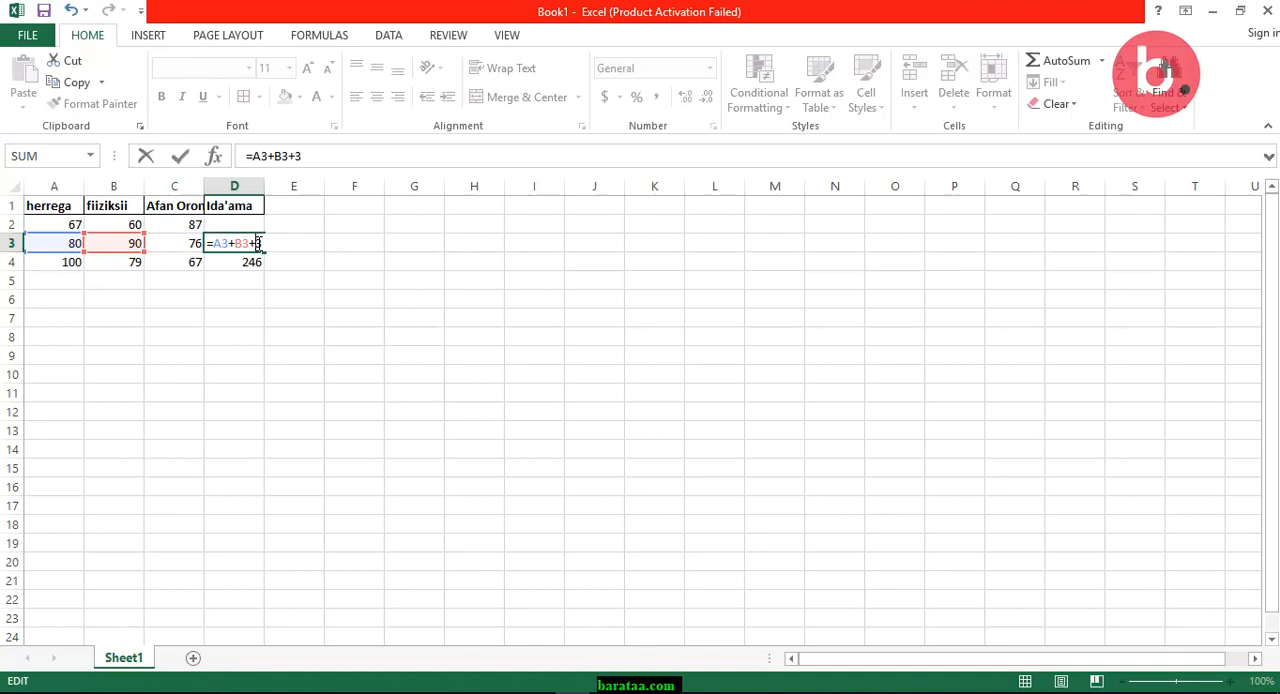 Book1 - Excel (Product Activation Failed)
?
Sign in
FILE HOME INSERT PAGE LAYOUT FORMULAS DATA REVIEW VIEW
Paste
Cut
Copy
Format Painter
Clipboard
11 A A
B I U A
Font
Wrap Text
Merge & Center
Alignment
General
$ % ,
Number
Conditional Formatting
Format as Table
Cell Styles
Styles
Insert
Delete
Format
Cells
AutoSum
Fill
Clear
Sort & Filter
Find & Select
Editing
b
SUM fx =A3+B3+3
A B C D E F G H I J K L M N O P Q R S T U
1 herrega fiiziksii Afan Oron Ida'ama
2 67 60 87
3 80 90 76 =A3+B3+3
4 100 79 67 246
5
6
7
8
9
10
11
12
13
14
15
16
17
18
19
20
21
22
23
24
Sheet1
EDIT
barataa.com
100%